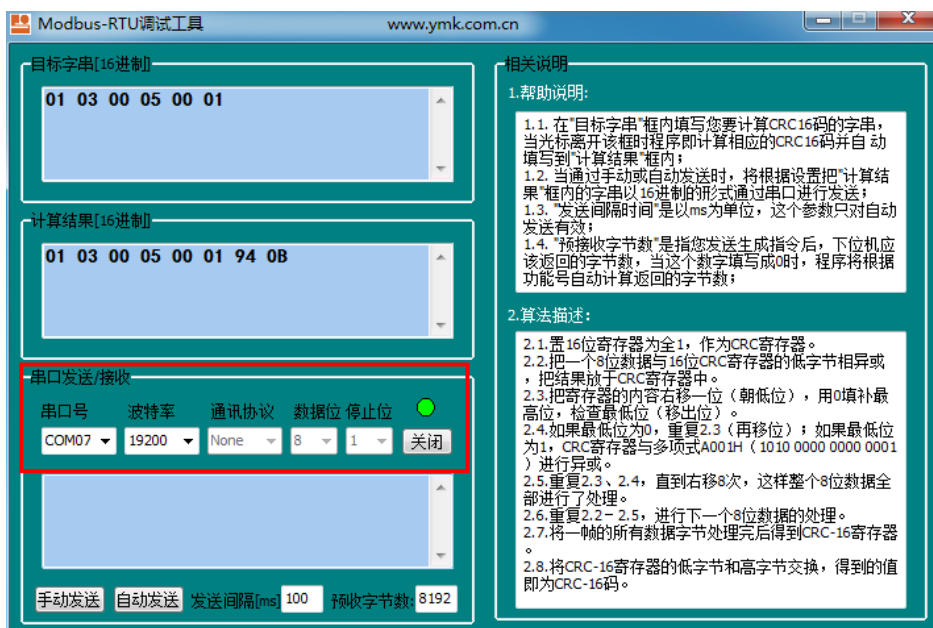 Modbus-RTU调试工具
www.ymk.com.cn
目标字串[16进制]
01 03 00 05 00 01
计算结果[16进制]
01 03 00 05 00 01 94 0B
串口发送/接收
串口号 波特率 通讯协议 数据位 停止位
COM07 19200 None 8 1 关闭
手动发送 自动发送 发送间隔[ms] 100 预收字节数: 8192
相关说明
1.帮助说明:
1.1. 在"目标字串"框内填写您要计算CRC16码的字串，
当光标离开该框时程序即计算相应的CRC16码并自 动
填写到"计算结果"框内；
1.2. 当通过手动或自动发送时，将根据设置把"计算结
果"框内的字串以16进制的形式通过串口进行发送；
1.3. "发送间隔时间"是以ms为单位，这个参数只对自动
发送有效；
1.4. "预接收字节数"是指您发送生成指令后，下位机应
该返回的字节数，当这个数字填写成0时，程序将根据
功能号自动计算返回的字节数；
2.算法描述：
2.1.置16位寄存器为全1，作为CRC寄存器。
2.2.把一个8位数据与16位CRC寄存器的低字节相异或
，把结果放于CRC寄存器中。
2.3.把寄存器的内容右移一位（朝低位），用0填补最
高位，检查最低位（移出位）。
2.4.如果最低位为0，重复2.3（再移位）；如果最低位
为1，CRC寄存器与多项式A001H（1010 0000 0000 0001
）进行异或。
2.5.重复2.3、2.4，直到右移8次，这样整个8位数据全
部进行了处理。
2.6.重复2.2－2.5，进行下一个8位数据的处理。
2.7.将一帧的所有数据字节处理完后得到CRC-16寄存器
。
2.8.将CRC-16寄存器的低字节和高字节交换，得到的值
即为CRC-16码。